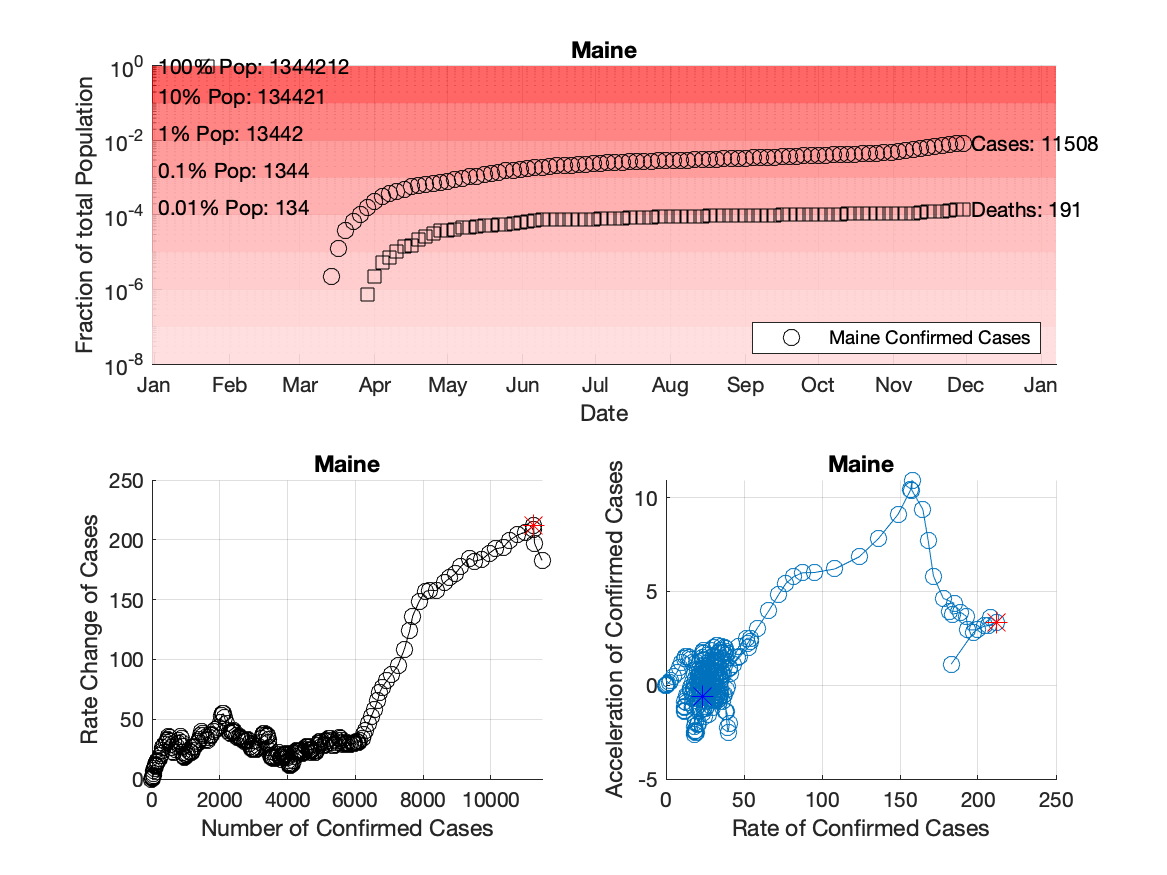 Maine
10^0
10^-2
10^-4
10^-6
10^-8
Fraction of total Population
100% Pop: 1344212
10% Pop: 134421
1% Pop: 13442
0.1% Pop: 1344
0.01% Pop: 134
Cases: 11508
Deaths: 191
Maine Confirmed Cases
Jan Feb Mar Apr May Jun Jul Aug Sep Oct Nov Dec Jan
Date
Maine
250
200
150
100
50
0
Rate Change of Cases
0 2000 4000 6000 8000 10000
Number of Confirmed Cases
Maine
10
5
0
-5
Acceleration of Confirmed Cases
0 50 100 150 200 250
Rate of Confirmed Cases